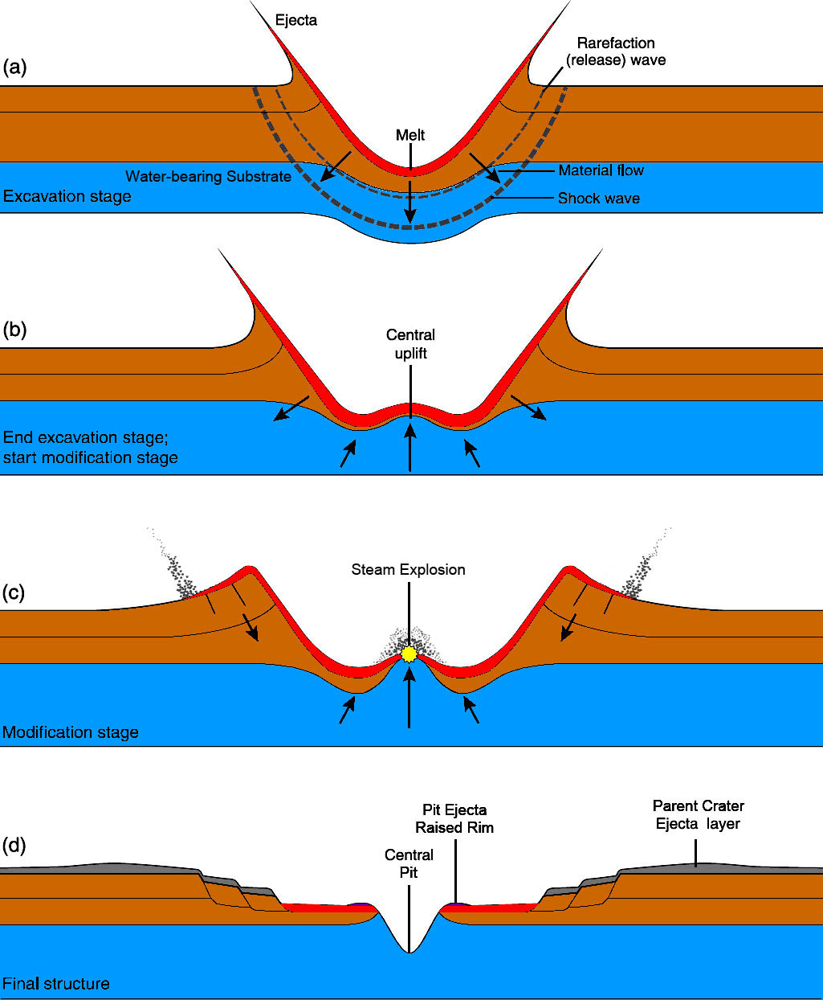 (a)
Ejecta
Rarefaction
(release) wave
Melt
Water-bearing Substrate
Material flow
Excavation stage
Shock wave
(b)
Central
uplift
End excavation stage;
start modification stage
(c)
Steam Explosion
Modification stage
(d)
Pit Ejecta
Raised Rim
Parent Crater
Ejecta layer
Central
Pit
Final structure